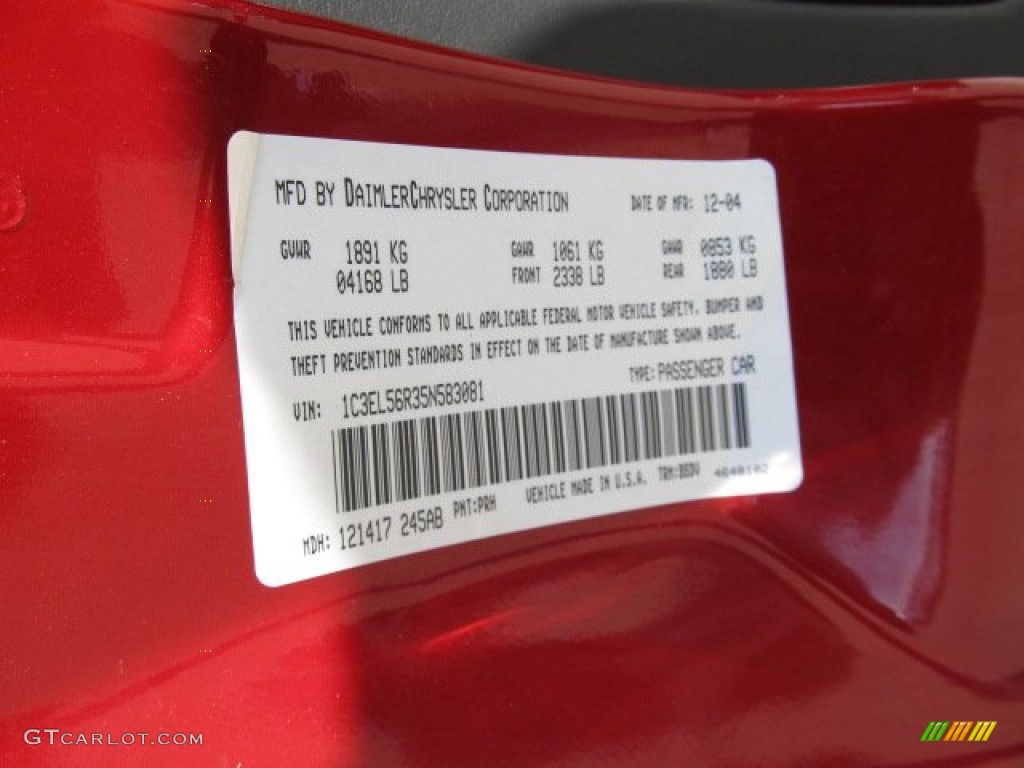 MFD BY DAIMLERCHRYSLER CORPORATION DATE OF MFR: 12-04
GVWR 1891 KG GAWR 1061 KG GAWR 0853 KG
04168 LB FRONT 2338 LB REAR 1880 LB
THIS VEHICLE CONFORMS TO ALL APPLICABLE FEDERAL MOTOR VEHICLE SAFETY, BUMPER AND
THEFT PREVENTION STANDARDS IN EFFECT ON THE DATE OF MANUFACTURE SHOWN ABOVE.
VIN: 1C3EL56R35N583081 TYPE: PASSENGER CAR
MDH: 121417 245AB PNT:PRH VEHICLE MADE IN U.S.A.
GTCARLOT.COM